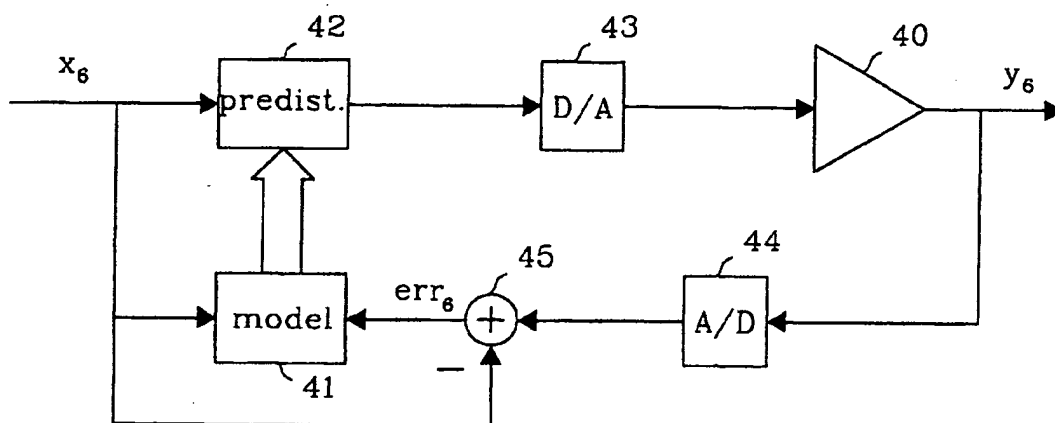 42
43
40
x₆
y₆
predist.
D/A
45
44
err₆
model
+
A/D
−
41